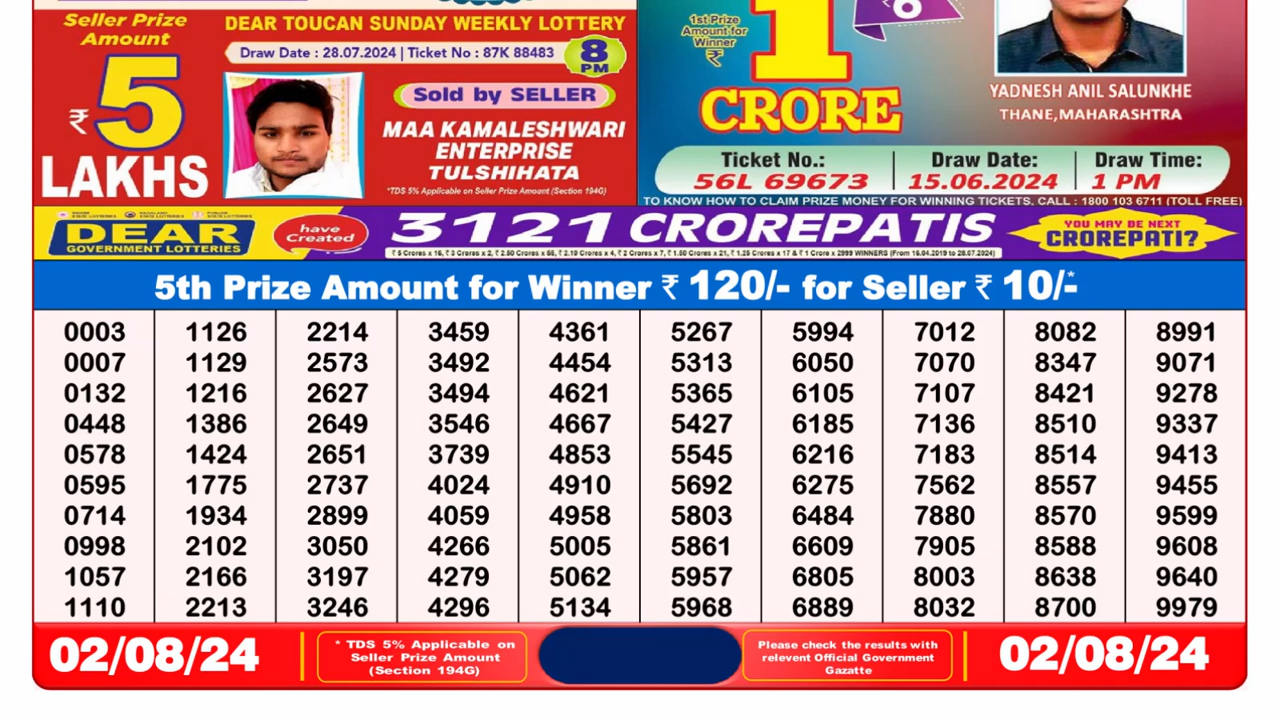 Seller Prize
Amount
₹ 5
LAKHS
DEAR TOUCAN SUNDAY WEEKLY LOTTERY
Draw Date : 28.07.2024 | Ticket No : 87K 88483
8
PM
Sold by SELLER
MAA KAMALESHWARI
ENTERPRISE
TULSHIHATA
*TDS 5% Applicable on Seller Prize Amount (Section 194G)
1st Prize
Amount for
Winner
₹
1
CRORE
YADNESH ANIL SALUNKHE
THANE,MAHARASHTRA
Ticket No.: Draw Date: Draw Time:
56L 69673 15.06.2024 1 PM
TO KNOW HOW TO CLAIM PRIZE MONEY FOR WINNING TICKETS, CALL : 1800 103 6711 (TOLL FREE)
DEAR
GOVERNMENT LOTTERIES
have
Created
3121 CROREPATIS
YOU MAY BE NEXT
CROREPATI?
5th Prize Amount for Winner ₹ 120/- for Seller ₹ 10/-*
0003 1126 2214 3459 4361 5267 5994 7012 8082 8991
0007 1129 2573 3492 4454 5313 6050 7070 8347 9071
0132 1216 2627 3494 4621 5365 6105 7107 8421 9278
0448 1386 2649 3546 4667 5427 6185 7136 8510 9337
0578 1424 2651 3739 4853 5545 6216 7183 8514 9413
0595 1775 2737 4024 4910 5692 6275 7562 8557 9455
0714 1934 2899 4059 4958 5803 6484 7880 8570 9599
0998 2102 3050 4266 5005 5861 6609 7905 8588 9608
1057 2166 3197 4279 5062 5957 6805 8003 8638 9640
1110 2213 3246 4296 5134 5968 6889 8032 8700 9979
02/08/24
* TDS 5% Applicable on
Seller Prize Amount
(Section 194G)
Please check the results with
relevent Official Government
Gazatte
02/08/24